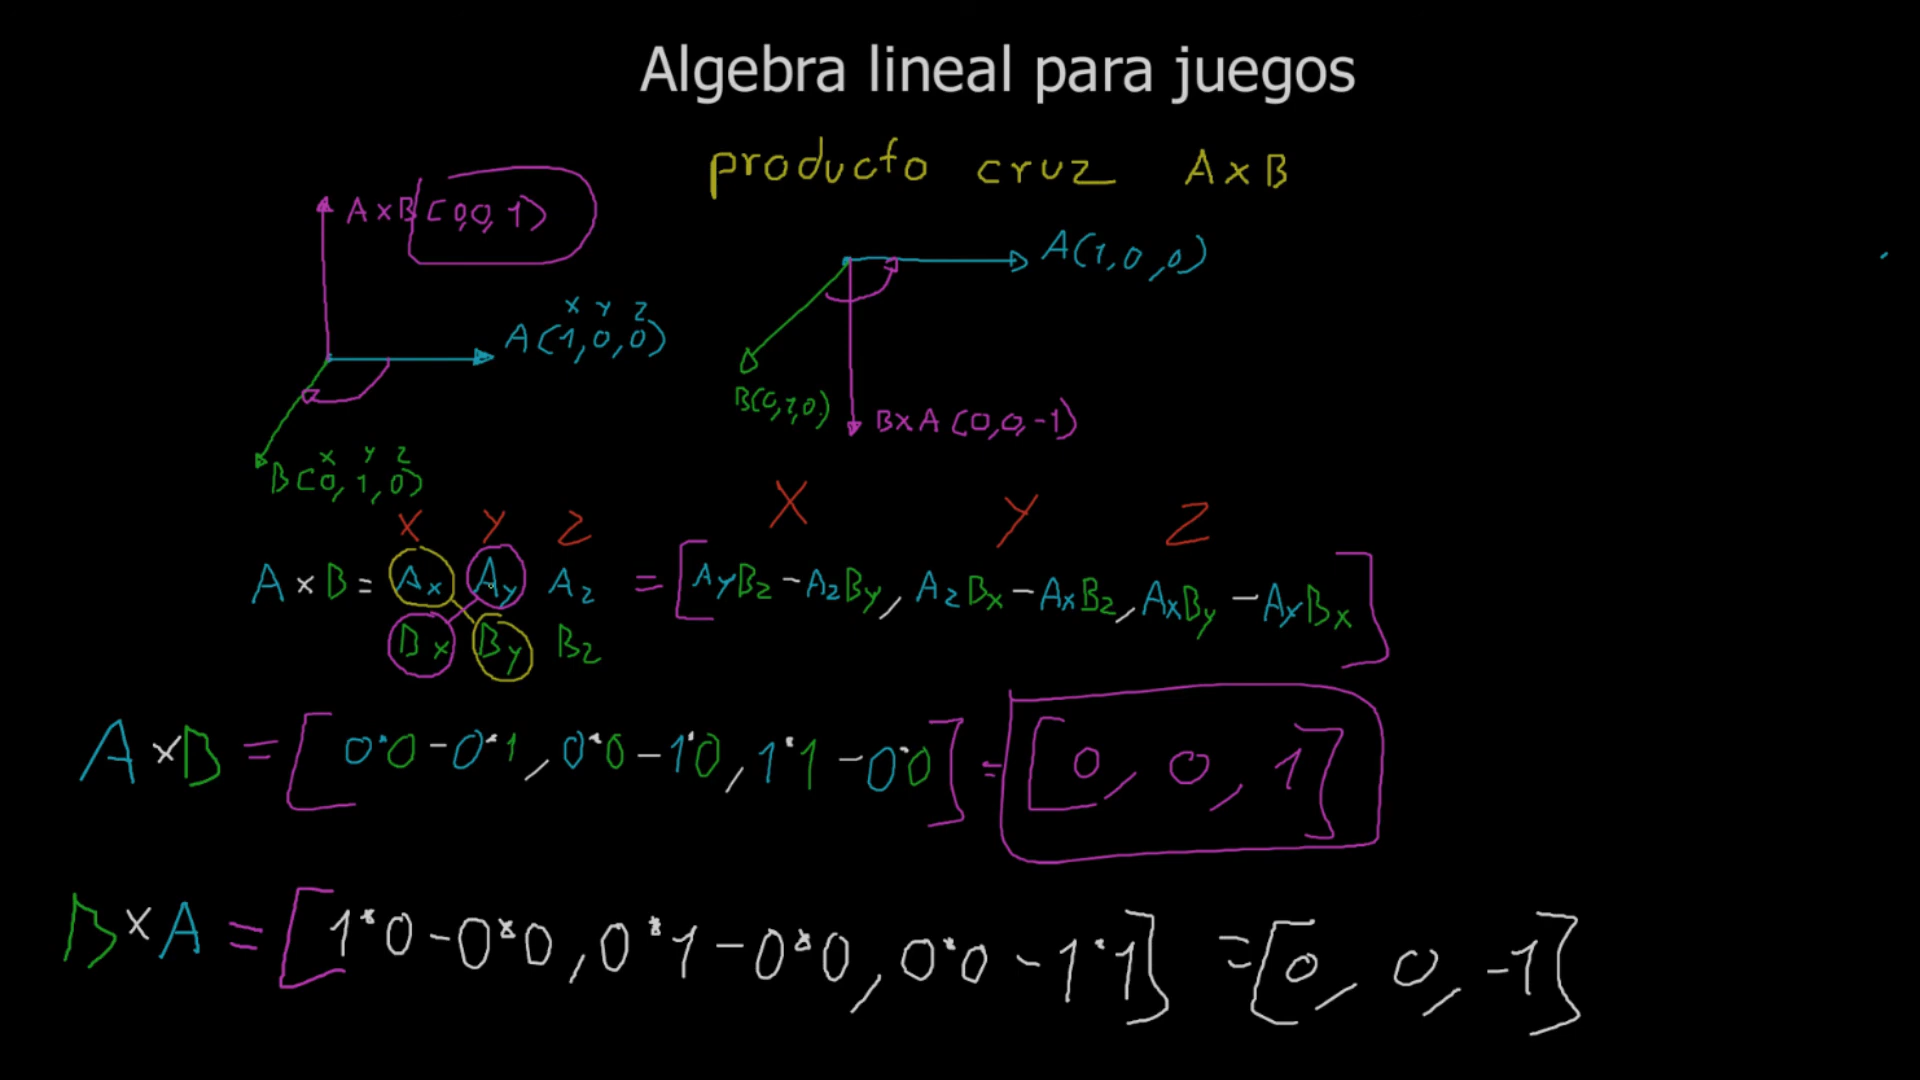 Algebra lineal para juegos
producto cruz A x B
A x B (0,0,1)
A(1,0,0)
x y z
A(1,0,0)
B(0,1,0)
B x A (0,0,-1)
x y z
B(0,1,0)
X Y Z
X Y Z
A x B = Ax Ay Az = [AyBz - AzBy, AzBx - AxBz, AxBy - AyBx]
Bx By Bz
A x B = [0*0 - 0*1, 0*0 - 1*0, 1*1 - 0*0] = [0, 0, 1]
B x A = [1*0 - 0*0, 0*1 - 0*0, 0*0 - 1*1] = [0, 0, -1]